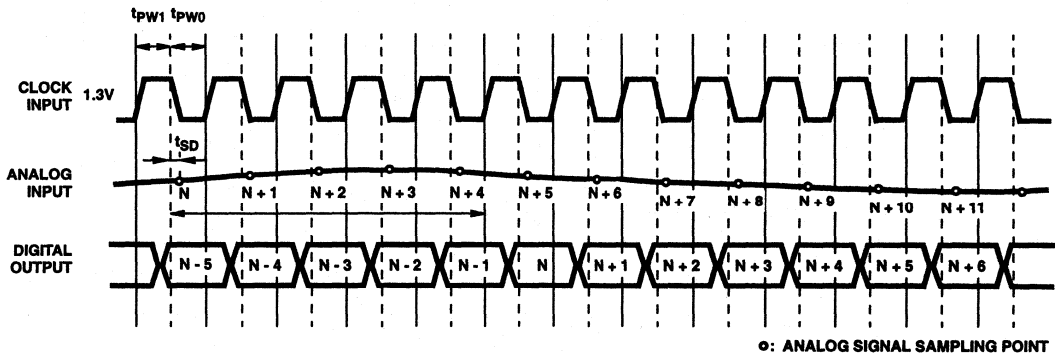 tPW1 tPW0
CLOCK
INPUT
1.3V
tSD
ANALOG
INPUT
N N + 1 N + 2 N + 3 N + 4 N + 5 N + 6 N + 7 N + 8 N + 9 N + 10 N + 11
DIGITAL
OUTPUT
N - 5 N - 4 N - 3 N - 2 N - 1 N N + 1 N + 2 N + 3 N + 4 N + 5 N + 6
o: ANALOG SIGNAL SAMPLING POINT